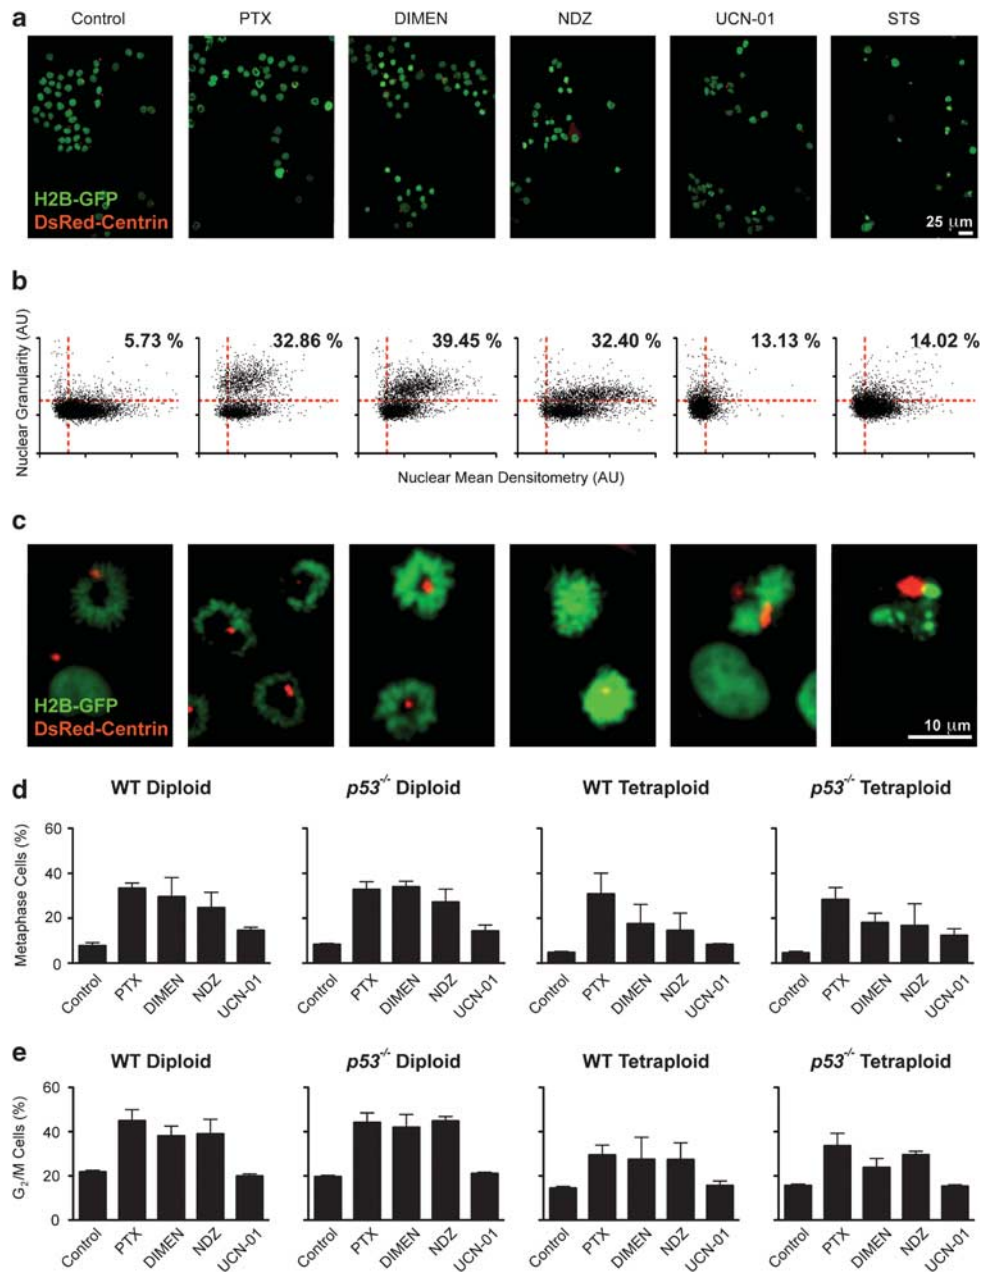 a
Control PTX DIMEN NDZ UCN-01 STS
H2B-GFP
DsRed-Centrin
25 µm
b
Nuclear Granularity (AU)
5.73 % 32.86 % 39.45 % 32.40 % 13.13 % 14.02 %
Nuclear Mean Densitometry (AU)
c
H2B-GFP
DsRed-Centrin
10 µm
d
WT Diploid p53-/- Diploid WT Tetraploid p53-/- Tetraploid
Metaphase Cells (%)
60
40
20
0
Control PTX DIMEN NDZ UCN-01 Control PTX DIMEN NDZ UCN-01 Control PTX DIMEN NDZ UCN-01 Control PTX DIMEN NDZ UCN-01
e
WT Diploid p53-/- Diploid WT Tetraploid p53-/- Tetraploid
G2/M Cells (%)
60
40
20
0
Control PTX DIMEN NDZ UCN-01 Control PTX DIMEN NDZ UCN-01 Control PTX DIMEN NDZ UCN-01 Control PTX DIMEN NDZ UCN-01